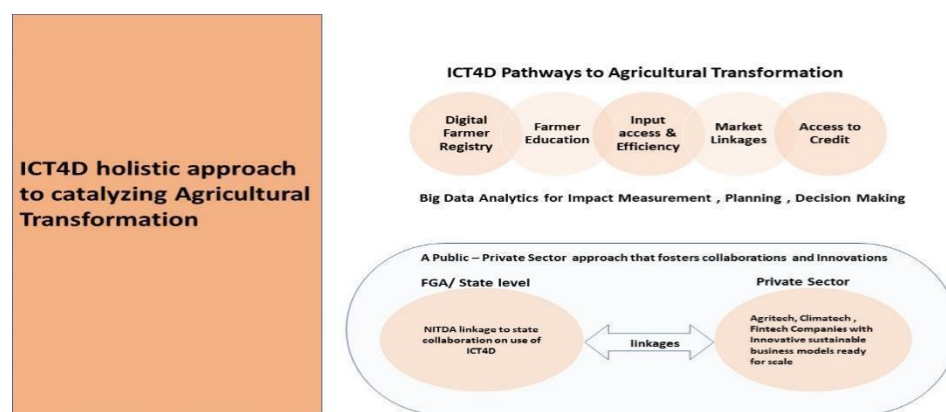 ICT4D holistic approach
to catalyzing Agricultural
Transformation
ICT4D Pathways to Agricultural Transformation
Digital
Farmer
Registry
Farmer
Education
Input
access &
Efficiency
Market
Linkages
Access to
Credit
Big Data Analytics for Impact Measurement , Planning , Decision Making
A Public – Private Sector approach that fosters collaborations and Innovations
FGA/ State level
Private Sector
NITDA linkage to state
collaboration on use of
ICT4D
linkages
Agritech, Climatech ,
Fintech Companies with
Innovative sustainable
business models ready
for scale